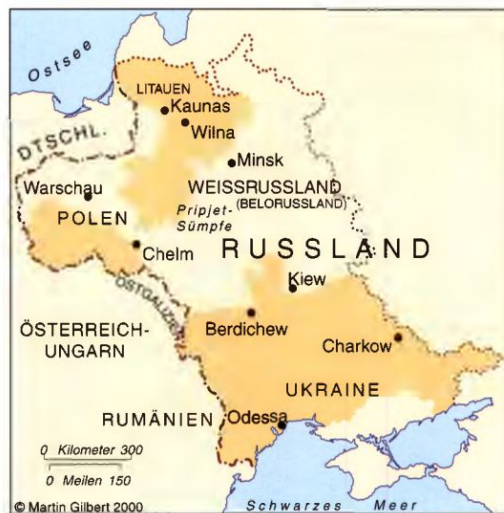 Ostsee
LITAUEN
Kaunas
Wilna
DTSCHL.
Minsk
Warschau
WEISSRUSSLAND
(BELORUSSLAND)
POLEN
Pripjet-
Sümpfe
Chelm
RUSSLAND
OSTGALIZIEN
Kiew
ÖSTERREICH-
UNGARN
Berdichew
Charkow
UKRAINE
RUMÄNIEN
Odessa
0 Kilometer 300
0 Meilen 150
© Martin Gilbert 2000
Schwarzes Meer